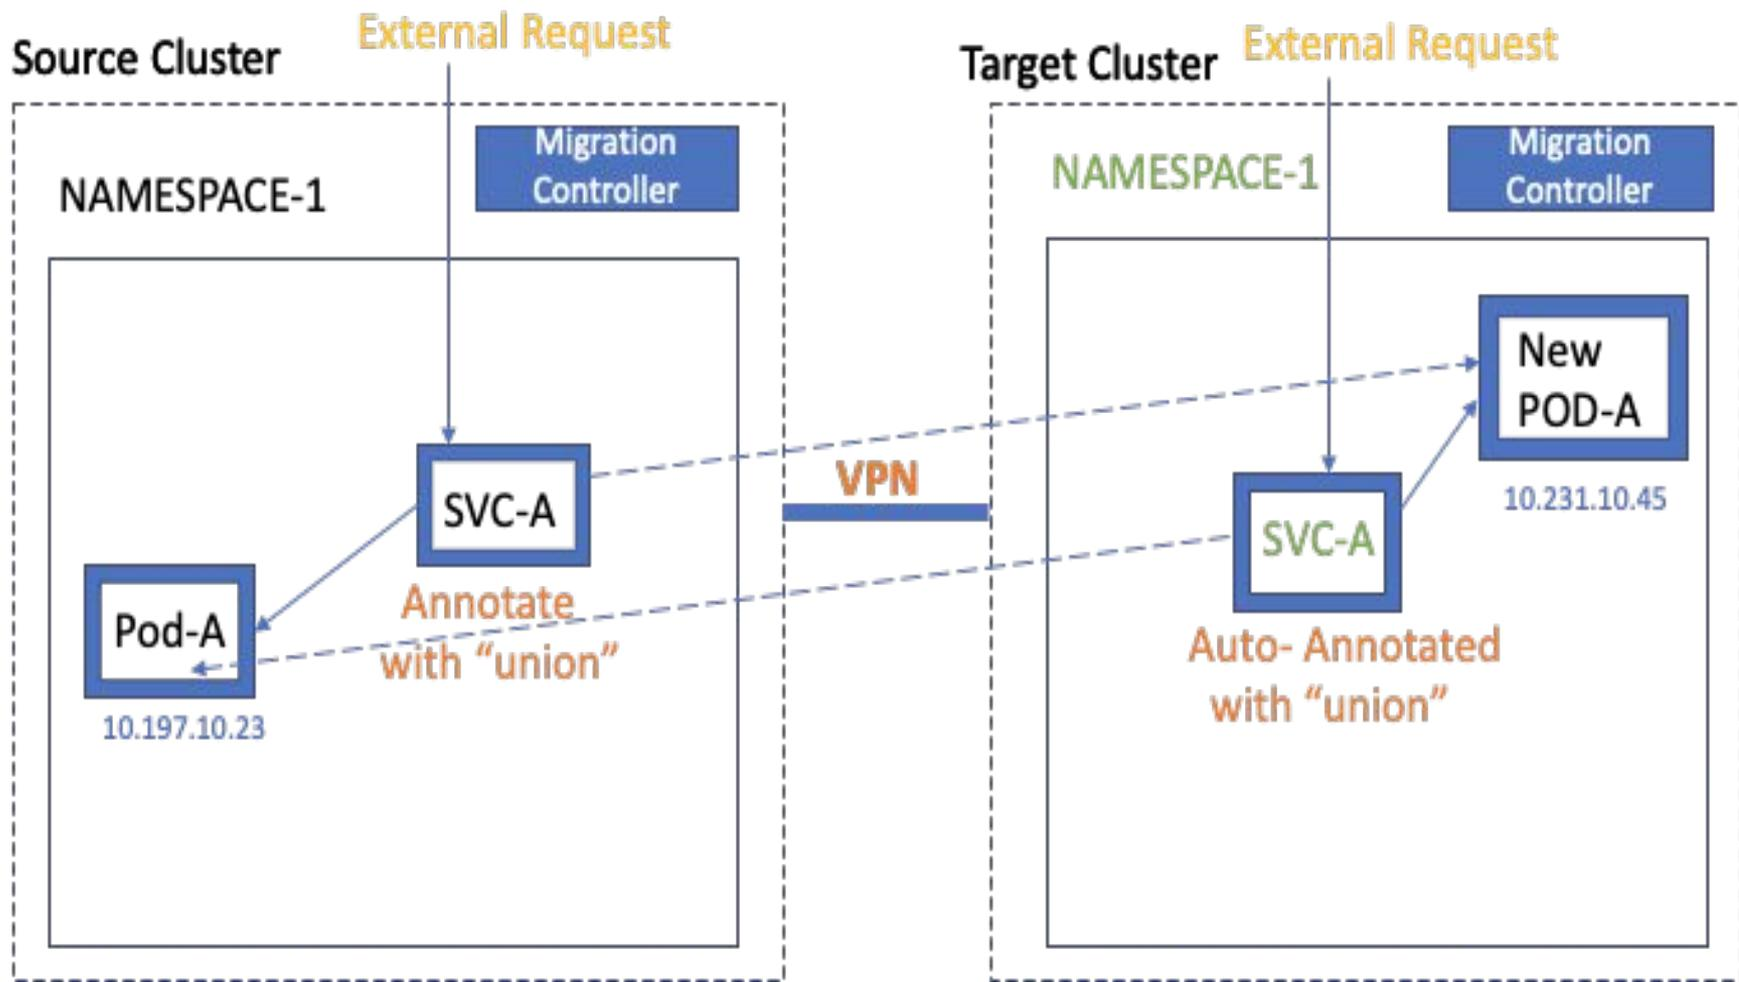 Source Cluster
External Request
Migration
Controller
NAMESPACE-1
SVC-A
Annotate
with “union”
Pod-A
10.197.10.23
VPN
Target Cluster
External Request
Migration
Controller
NAMESPACE-1
New
POD-A
10.231.10.45
SVC-A
Auto- Annotated
with “union”